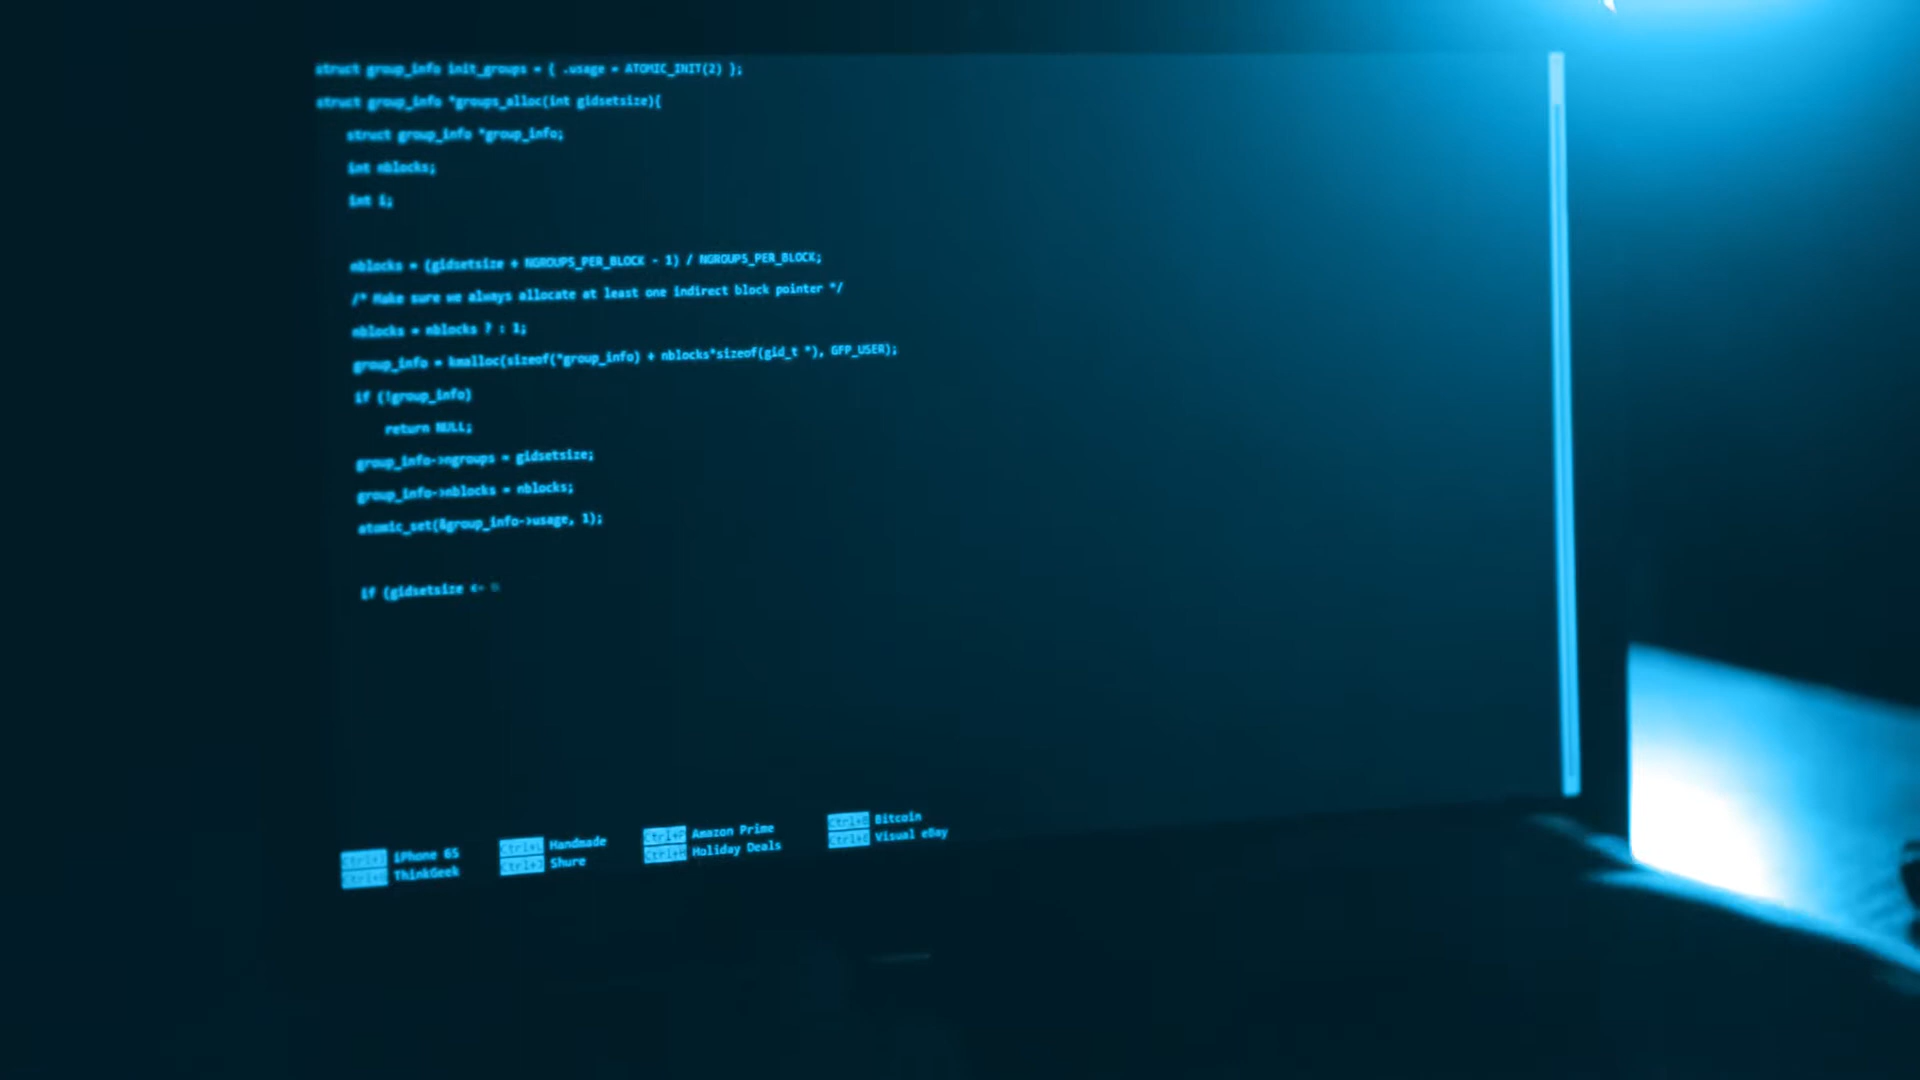 struct group_info init_groups = { .usage = ATOMIC_INIT(2) };
struct group_info *groups_alloc(int gidsetsize){
struct group_info *group_info;
int nblocks;
int i;
nblocks = (gidsetsize + NGROUPS_PER_BLOCK - 1) / NGROUPS_PER_BLOCK;
/* Make sure we always allocate at least one indirect block pointer */
nblocks = nblocks ? : 1;
group_info = kmalloc(sizeof(*group_info) + nblocks*sizeof(gid_t *), GFP_USER);
if (!group_info)
return NULL;
group_info->ngroups = gidsetsize;
group_info->nblocks = nblocks;
atomic_set(&group_info->usage, 1);
if (gidsetsize <=
iPhone 6S Handmade Amazon Prime Bitcoin
ThinkGeek Shure Holiday Deals Visual eBay